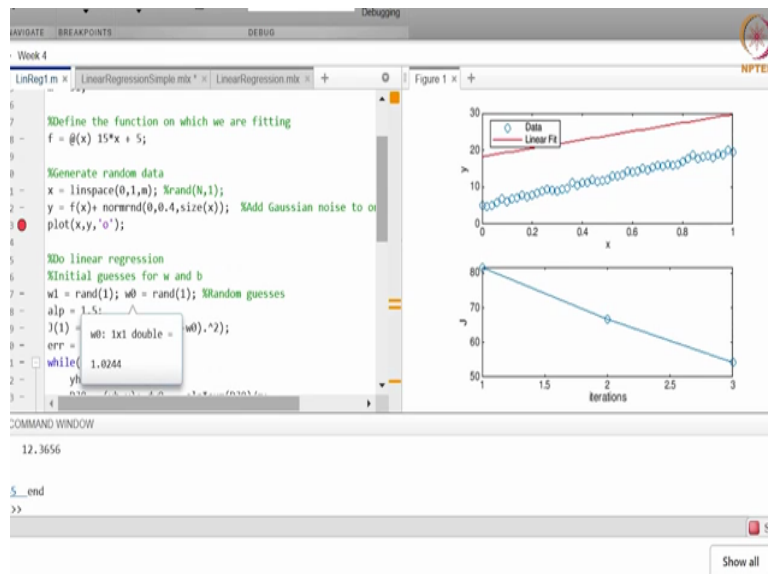 Debugging
NAVIGATE BREAKPOINTS DEBUG
NPTEL
Week 4
LinReg1.m × LinearRegressionSimple.mlx * × LinearRegression.mlx × +
Figure 1 × +
%Define the function on which we are fitting
f = @(x) 15*x + 5;
%Generate random data
x = linspace(0,1,m); %rand(N,1);
y = f(x)+ normrnd(0,0.4,size(x)); %Add Gaussian noise to
plot(x,y,'o');
%Do linear regression
%Initial guesses for w and b
w1 = rand(1); w0 = rand(1); %Random guesses
alp = 1.5;
J(1) = w0).^2);
err =
while(
w0: 1x1 double =
1.0244
30
20
10
0
y
Data
Linear Fit
0 0.2 0.4 0.6 0.8 1
x
80
70
60
50
J
1 1.5 2 2.5 3
iterations
COMMAND WINDOW
12.3656
5 end
>>
Show all